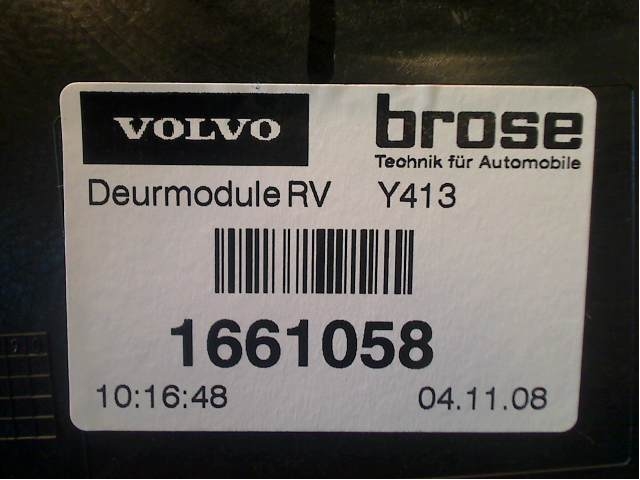 VOLVO brose
Technik für Automobile
Deurmodule RV Y413
1661058
10:16:48 04.11.08